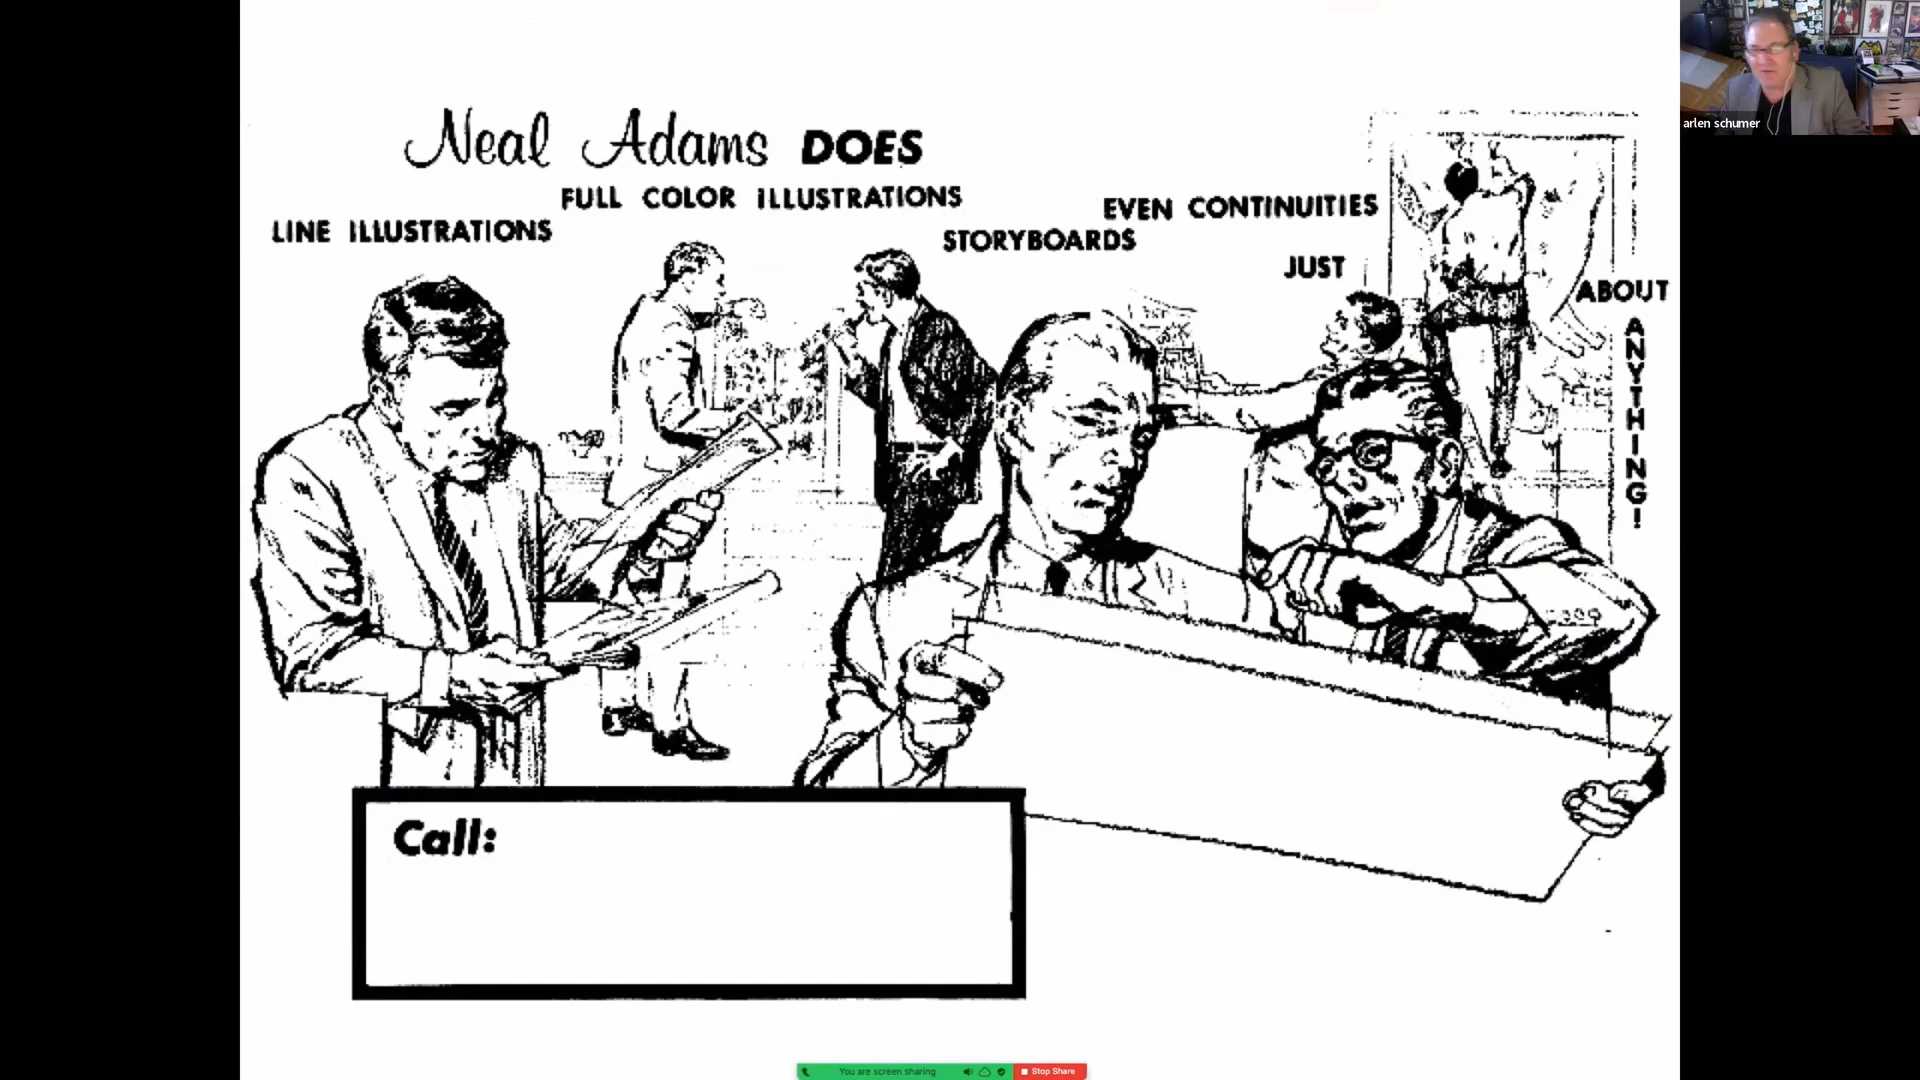 Neal Adams DOES
FULL COLOR ILLUSTRATIONS
LINE ILLUSTRATIONS
EVEN CONTINUITIES
STORYBOARDS
JUST
ABOUT
ANYTHING!
Call:
arlen schumer
You are screen sharing
Stop Share